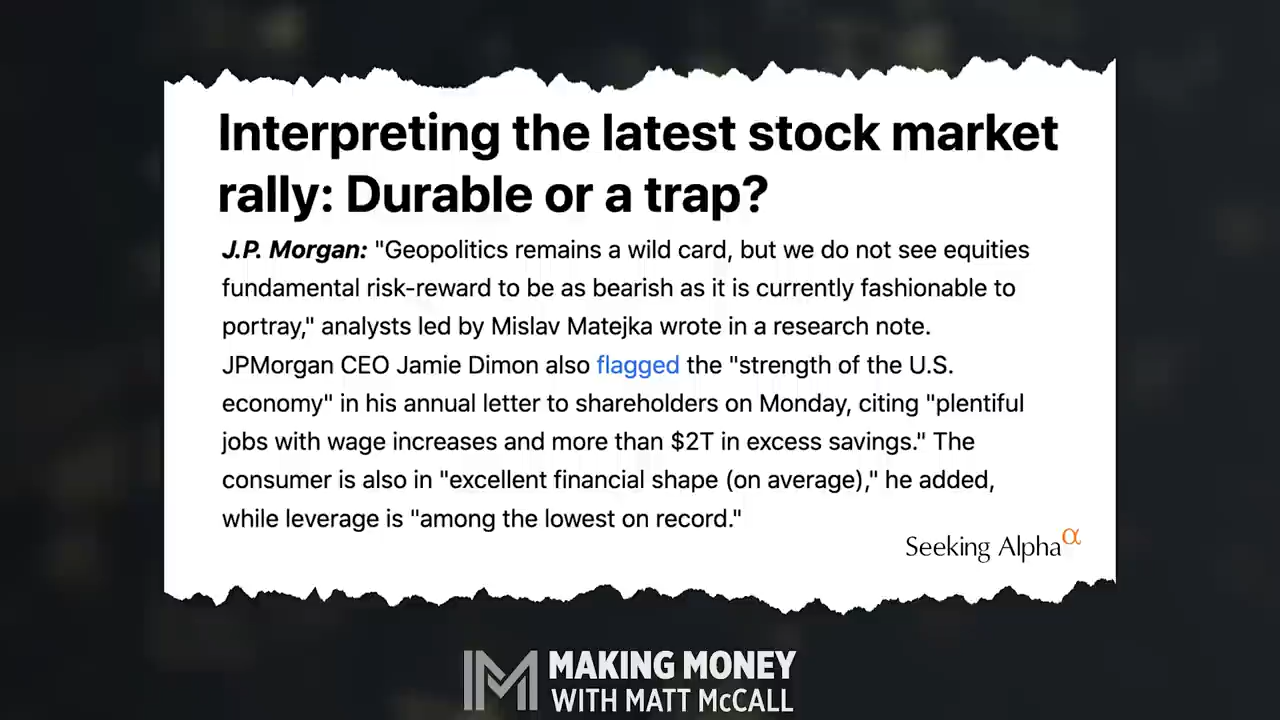 Interpreting the latest stock market
rally: Durable or a trap?
J.P. Morgan: "Geopolitics remains a wild card, but we do not see equities
fundamental risk-reward to be as bearish as it is currently fashionable to
portray," analysts led by Mislav Matejka wrote in a research note.
JPMorgan CEO Jamie Dimon also flagged the "strength of the U.S.
economy" in his annual letter to shareholders on Monday, citing "plentiful
jobs with wage increases and more than $2T in excess savings." The
consumer is also in "excellent financial shape (on average)," he added,
while leverage is "among the lowest on record."
Seeking Alpha α
MAKING MONEY
WITH MATT McCALL